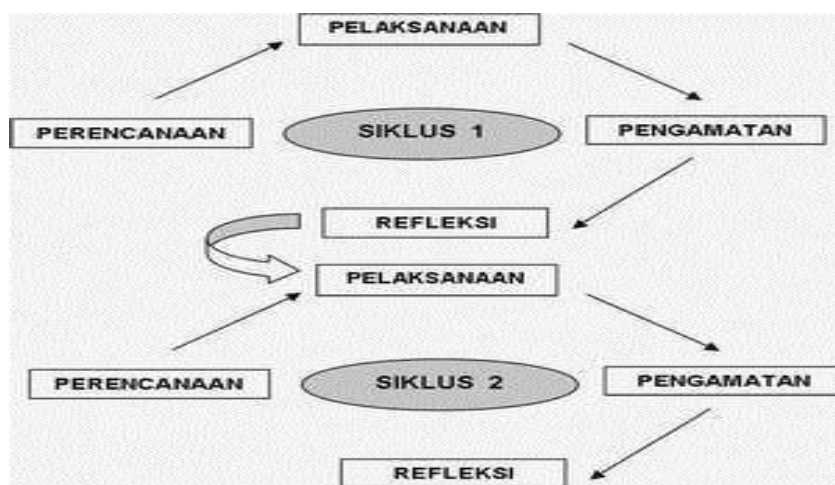 PELAKSANAAN
PERENCANAAN
SIKLUS 1
PENGAMATAN
REFLEKSI
PELAKSANAAN
PERENCANAAN
SIKLUS 2
PENGAMATAN
REFLEKSI